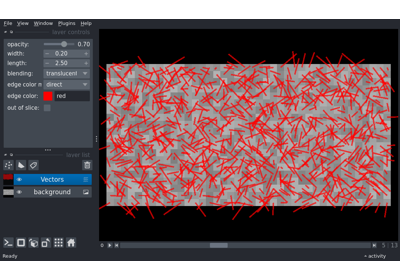 File View Window Plugins Help
layer controls
opacity: 0.70
width: 0.20
length: 2.50
blending: translucent
edge color m direct
edge color: red
out of slice:
layer list
Vectors
background
0
5 13
Ready
activity